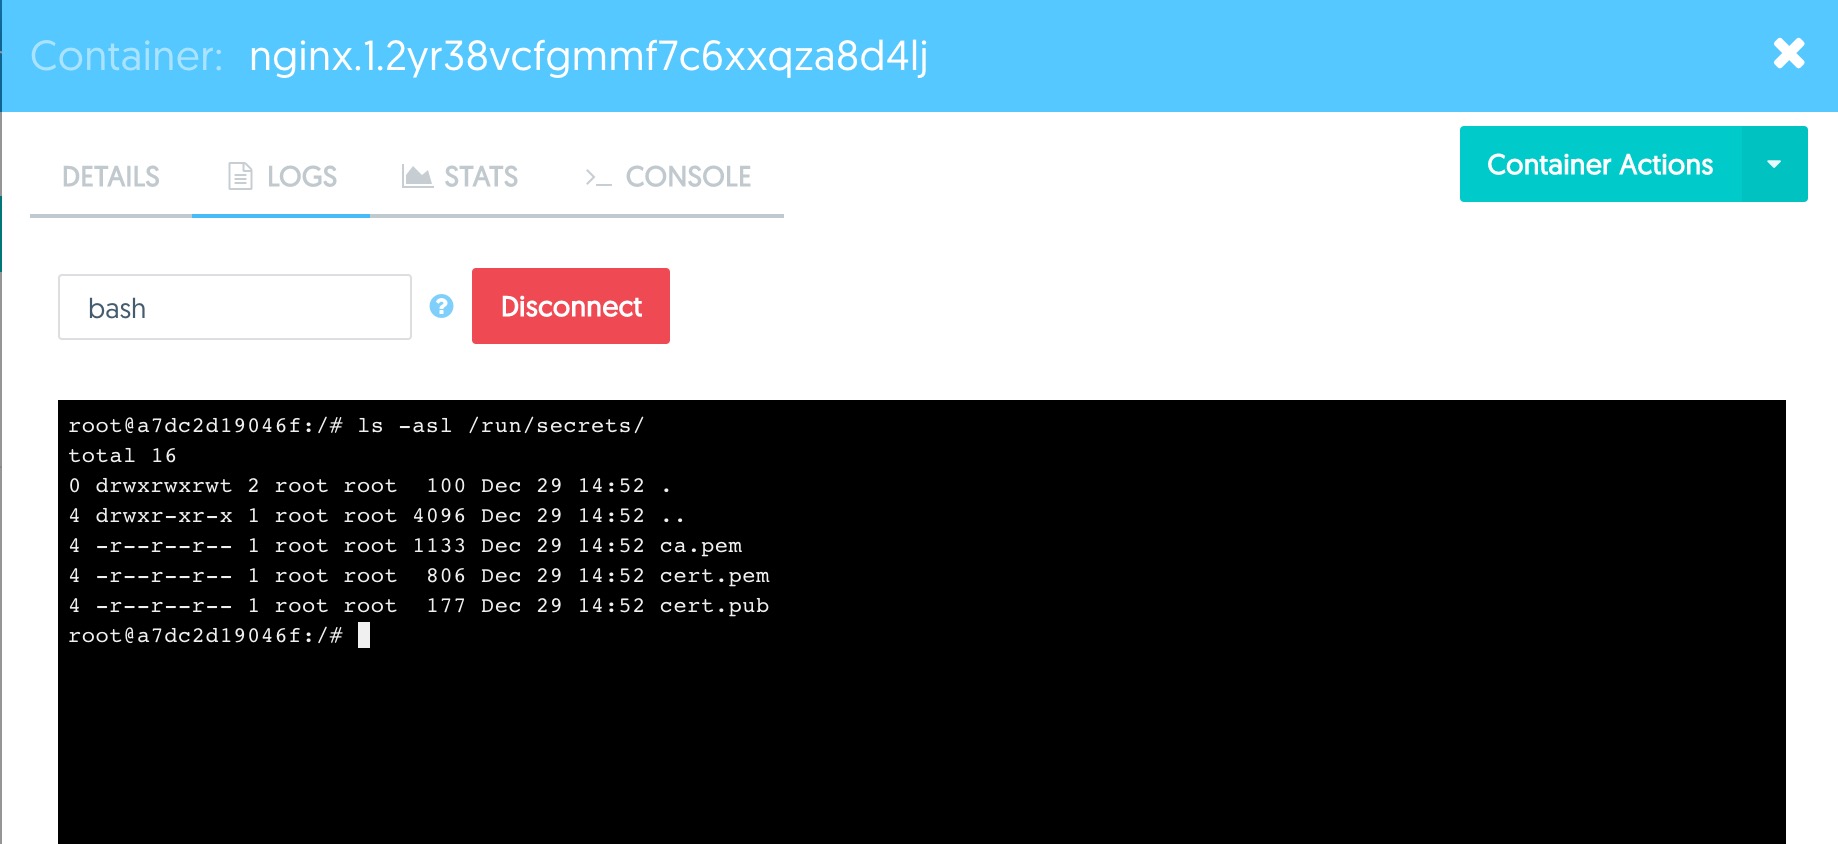 Container: nginx.1.2yr38vcfgmmf7c6xxqza8d4lj
DETAILS LOGS STATS >_ CONSOLE
Container Actions
bash ? Disconnect
root@a7dc2d19046f:/# ls -asl /run/secrets/
total 16
0 drwxrwxrwt 2 root root  100 Dec 29 14:52 .
4 drwxr-xr-x 1 root root 4096 Dec 29 14:52 ..
4 -r--r--r-- 1 root root 1133 Dec 29 14:52 ca.pem
4 -r--r--r-- 1 root root  806 Dec 29 14:52 cert.pem
4 -r--r--r-- 1 root root  177 Dec 29 14:52 cert.pub
root@a7dc2d19046f:/#